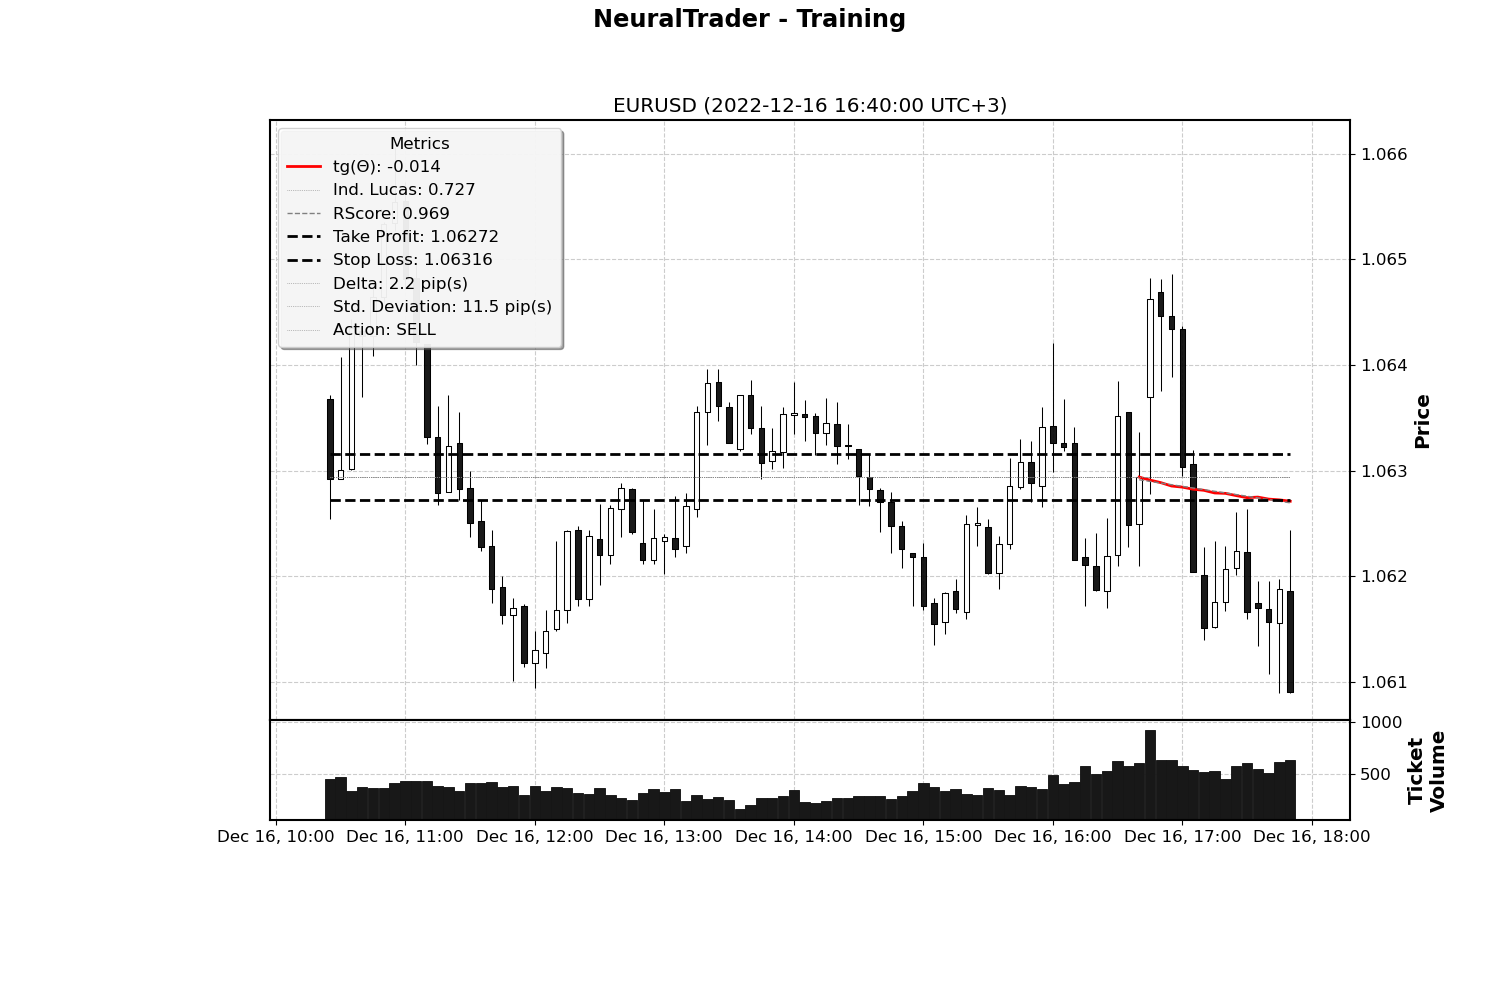 NeuralTrader - Training
EURUSD (2022-12-16 16:40:00 UTC+3)
Metrics
tg(Θ): -0.014
Ind. Lucas: 0.727
RScore: 0.969
Take Profit: 1.06272
Stop Loss: 1.06316
Delta: 2.2 pip(s)
Std. Deviation: 11.5 pip(s)
Action: SELL
1.066
1.065
1.064
1.063
1.062
1.061
Price
1000
500
Ticket
Volume
Dec 16, 10:00 Dec 16, 11:00 Dec 16, 12:00 Dec 16, 13:00 Dec 16, 14:00 Dec 16, 15:00 Dec 16, 16:00 Dec 16, 17:00 Dec 16, 18:00